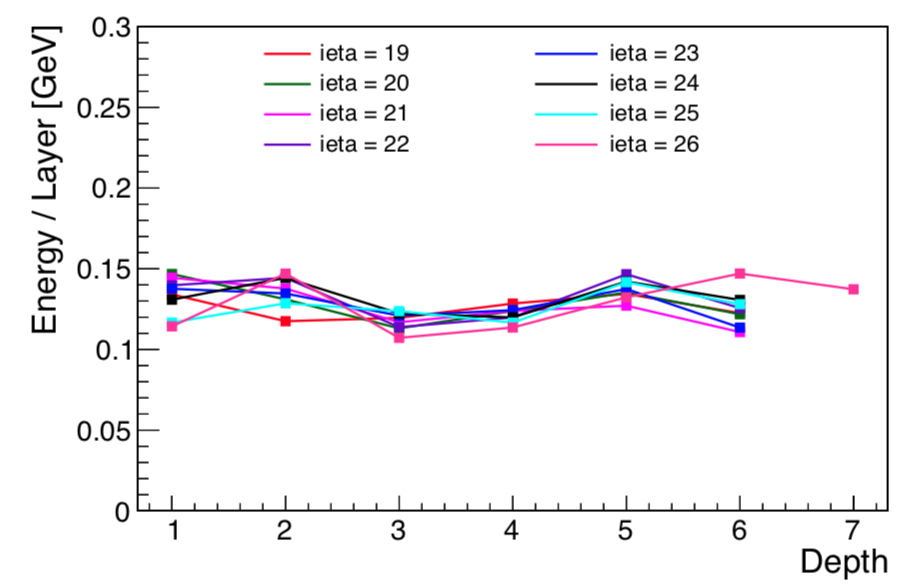 Energy / Layer [GeV]
0.3
0.25
0.2
0.15
0.1
0.05
0
ieta = 19
ieta = 20
ieta = 21
ieta = 22
ieta = 23
ieta = 24
ieta = 25
ieta = 26
1 2 3 4 5 6 7
Depth